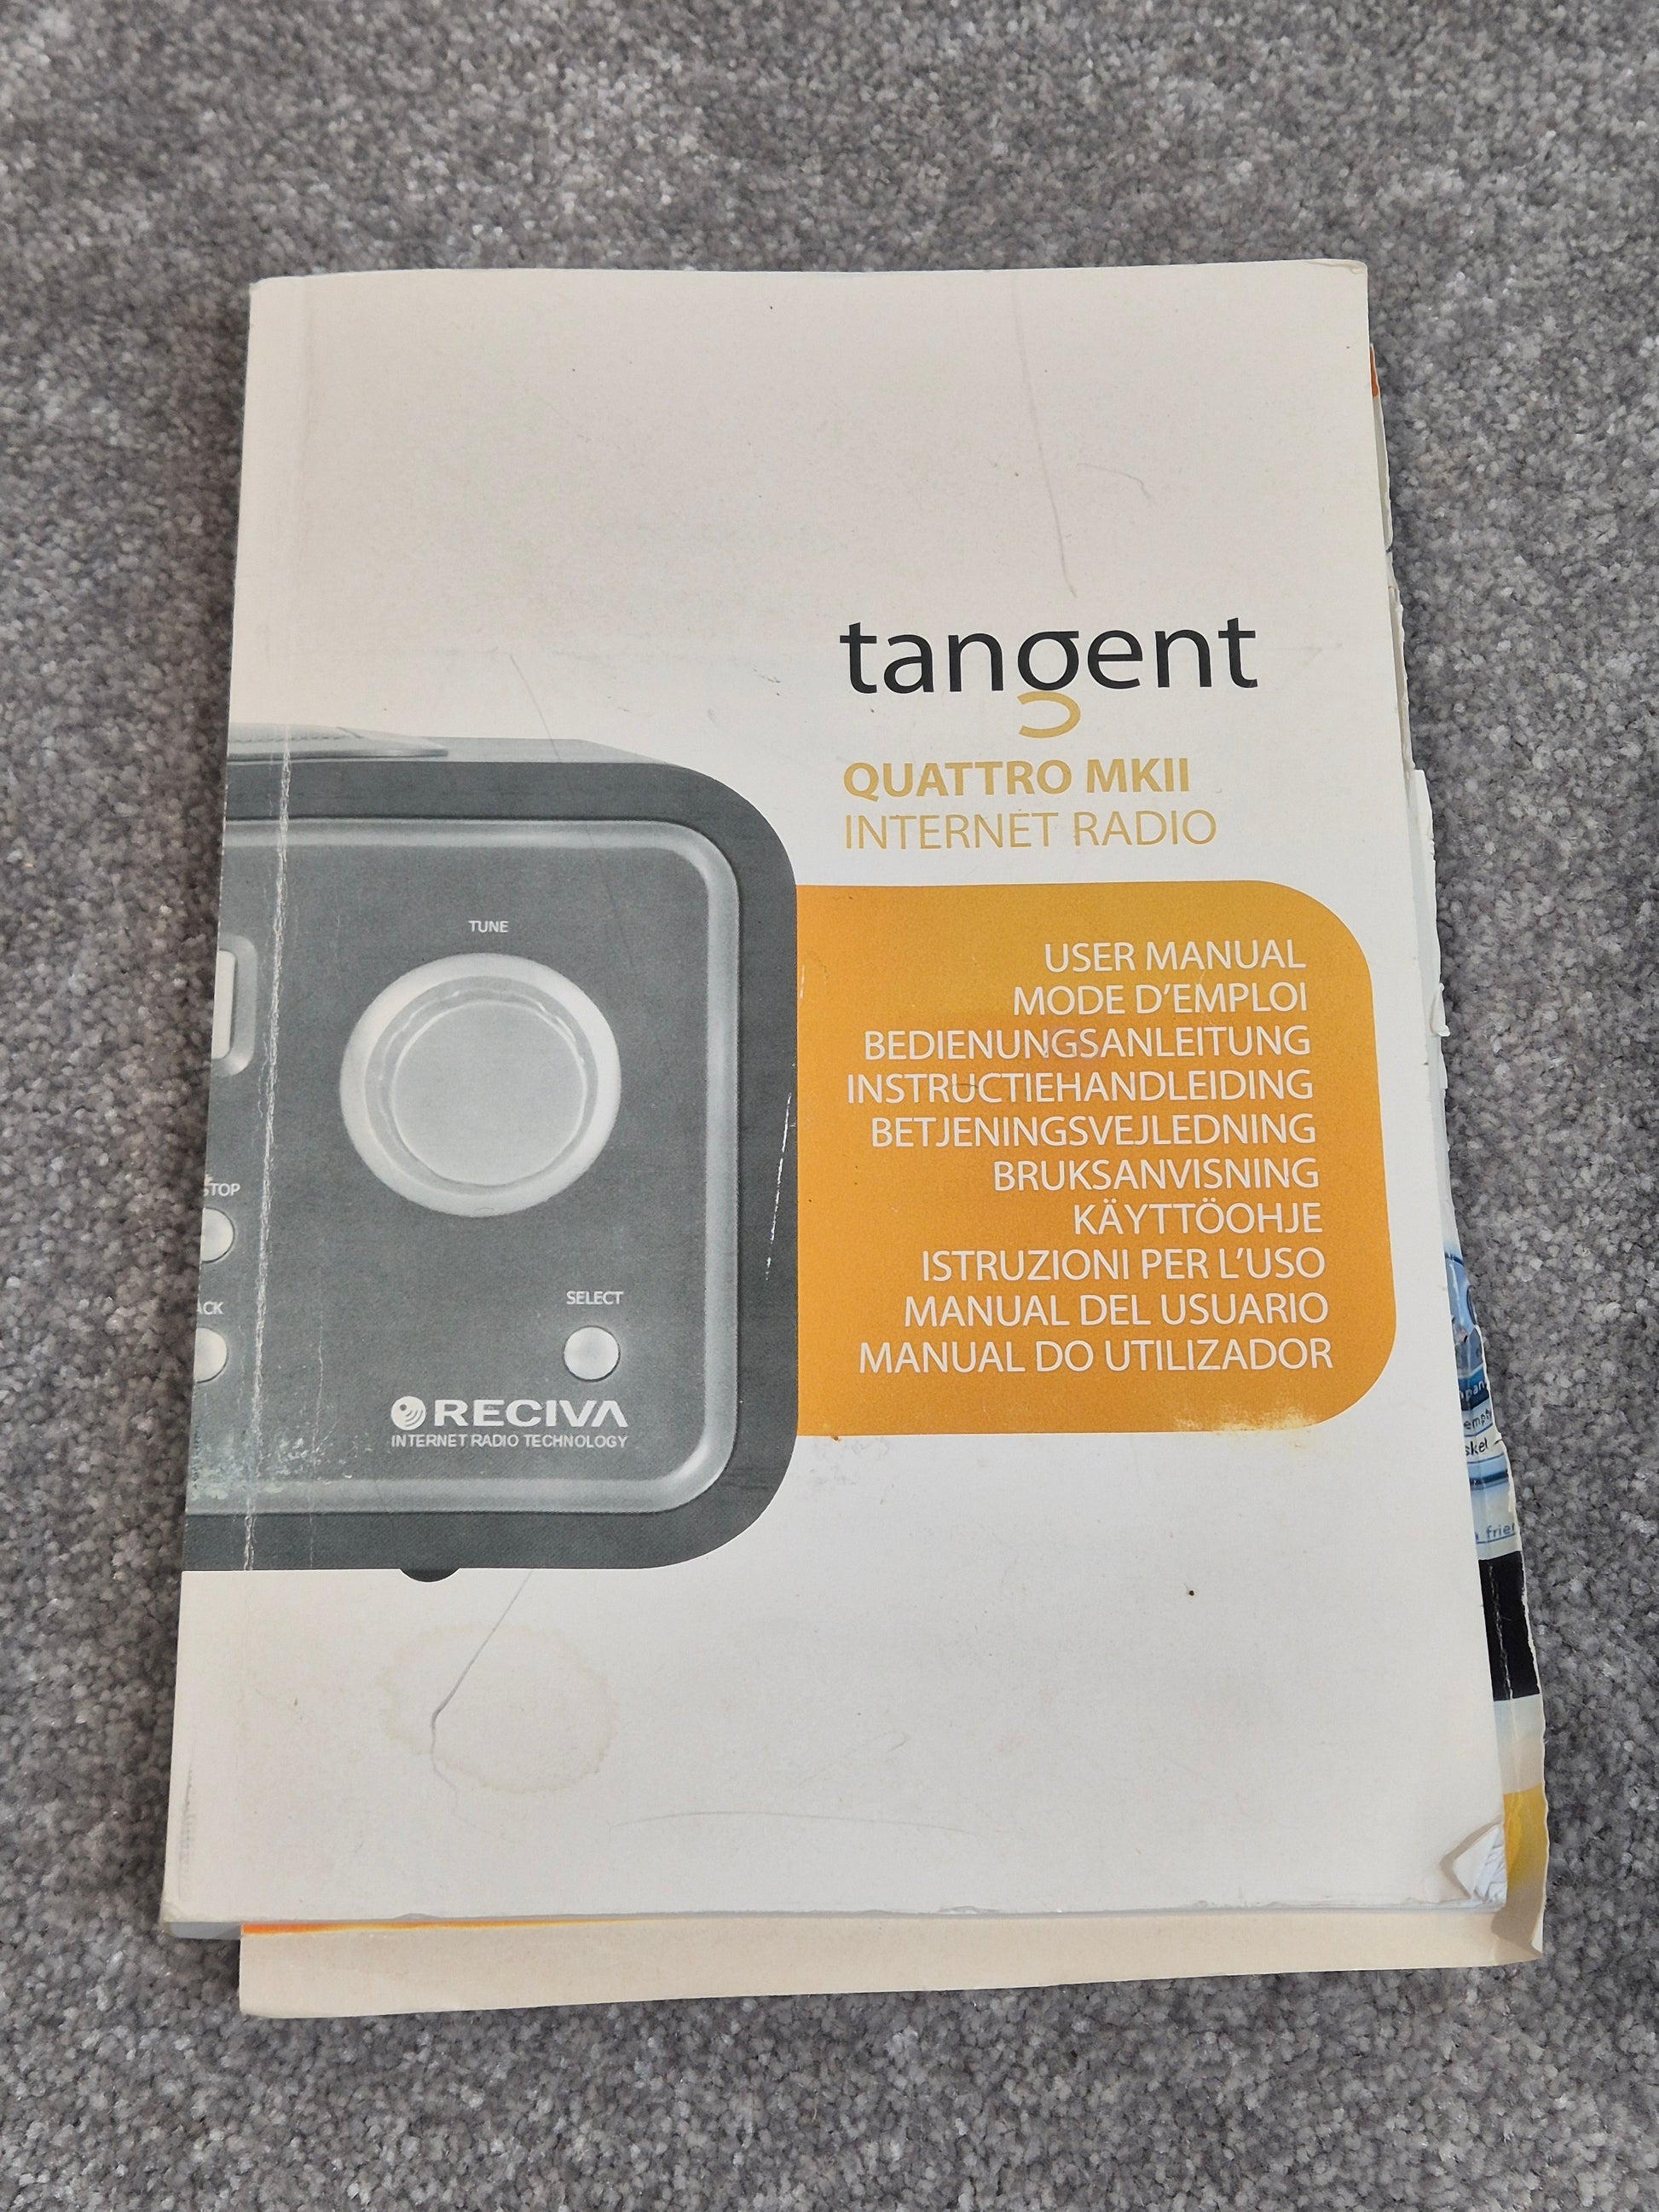 tangent
QUATTRO MKII
INTERNET RADIO
USER MANUAL
MODE D'EMPLOI
BEDIENUNGSANLEITUNG
INSTRUCTIEHANDLEIDING
BETJENINGSVEJLEDNING
BRUKSANVISNING
KÄYTTÖOHJE
ISTRUZIONI PER L'USO
MANUAL DEL USUARIO
MANUAL DO UTILIZADOR
TUNE
STOP
SELECT
RECIVA
INTERNET RADIO TECHNOLOGY